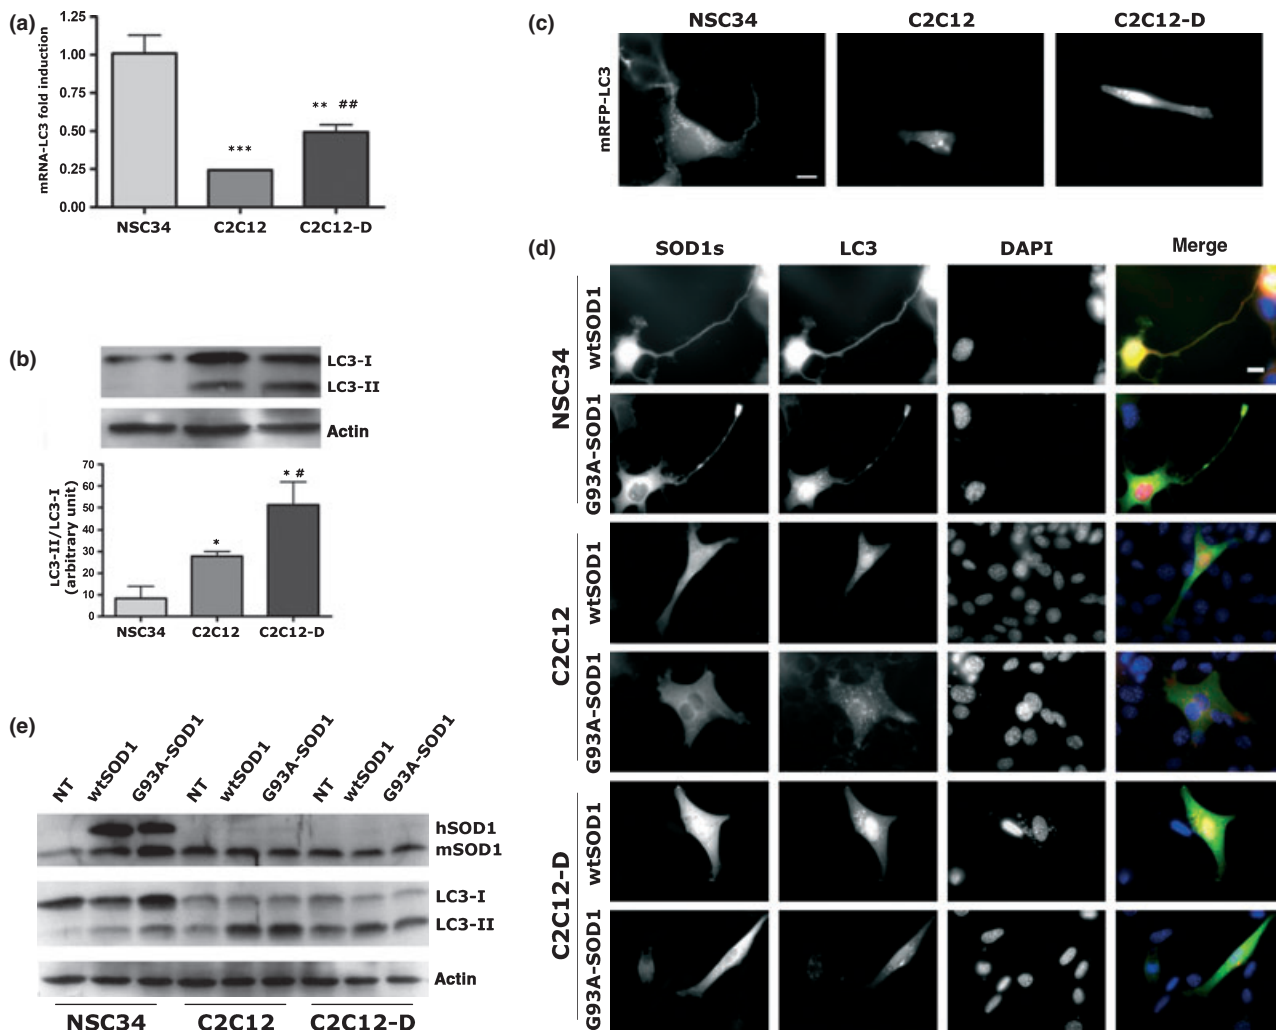 (a)
mRNA-LC3 fold induction
1.25
1.00
0.75
0.50
0.25
0.00
***
** ##
NSC34 C2C12 C2C12-D
(b)
LC3-I
LC3-II
Actin
LC3-II/LC3-I
(arbitrary unit)
70
60
50
40
30
20
10
0
*
* #
NSC34 C2C12 C2C12-D
(c)
NSC34 C2C12 C2C12-D
mRFP-LC3
(d)
SOD1s LC3 DAPI Merge
NSC34
wtSOD1
G93A-SOD1
C2C12
wtSOD1
G93A-SOD1
C2C12-D
wtSOD1
G93A-SOD1
(e)
NT wtSOD1 G93A-SOD1 NT wtSOD1 G93A-SOD1 NT wtSOD1 G93A-SOD1
hSOD1
mSOD1
LC3-I
LC3-II
Actin
NSC34 C2C12 C2C12-D